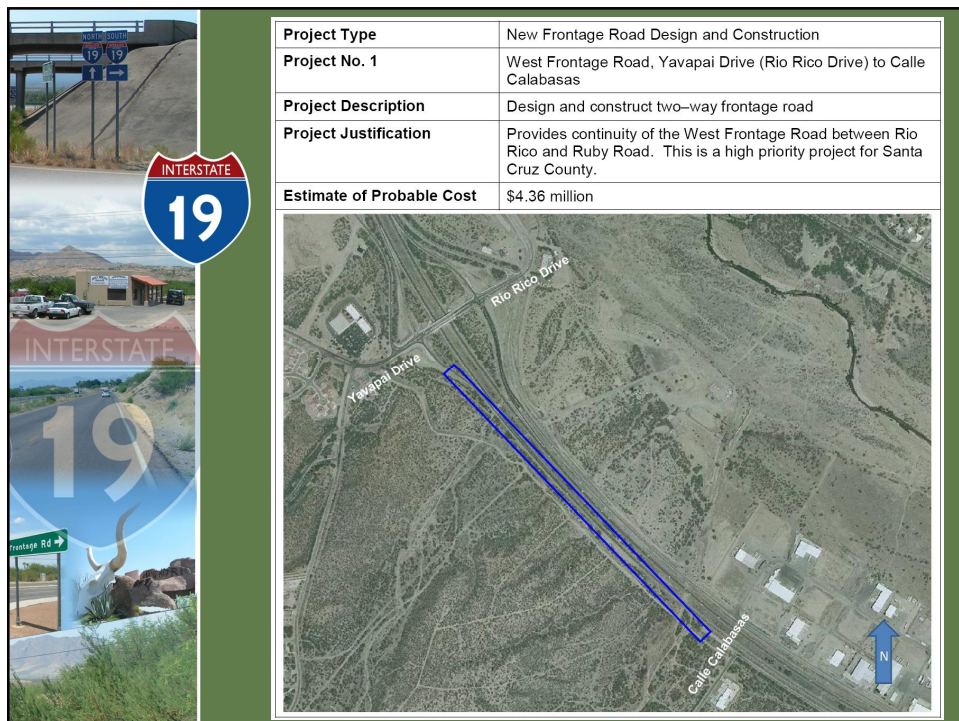 NORTH SOUTH
INTERSTATE
19
INTERSTATE
19
Frontage Rd
Project Type
New Frontage Road Design and Construction
Project No. 1
West Frontage Road, Yavapai Drive (Rio Rico Drive) to Calle
Calabasas
Project Description
Design and construct two–way frontage road
Project Justification
Provides continuity of the West Frontage Road between Rio
Rico and Ruby Road.  This is a high priority project for Santa
Cruz County.
Estimate of Probable Cost
$4.36 million
Rio Rico Drive
Yavapai Drive
Calle Calabasas
N
19 19